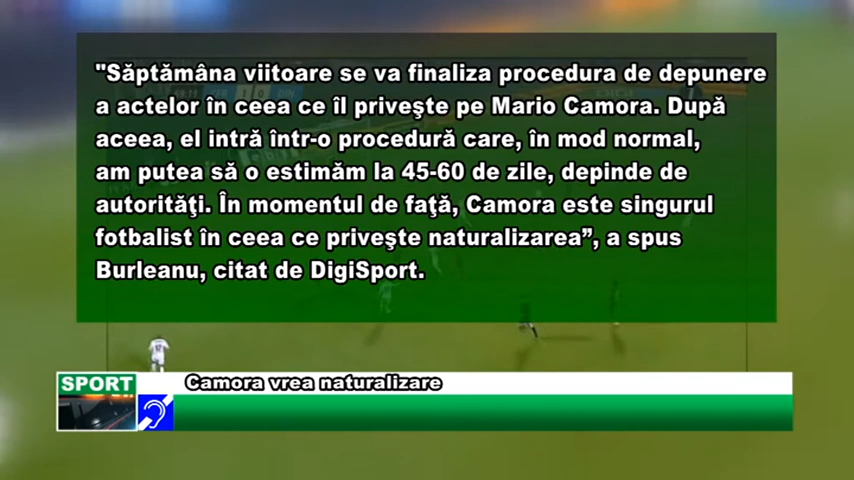 "Săptămâna viitoare se va finaliza procedura de depunere
a actelor în ceea ce îl priveşte pe Mario Camora. După
aceea, el intră într-o procedură care, în mod normal,
am putea să o estimăm la 45-60 de zile, depinde de
autorităţi. În momentul de faţă, Camora este singurul
fotbalist în ceea ce priveşte naturalizarea”, a spus
Burleanu, citat de DigiSport.
SPORT
Camora vrea naturalizare